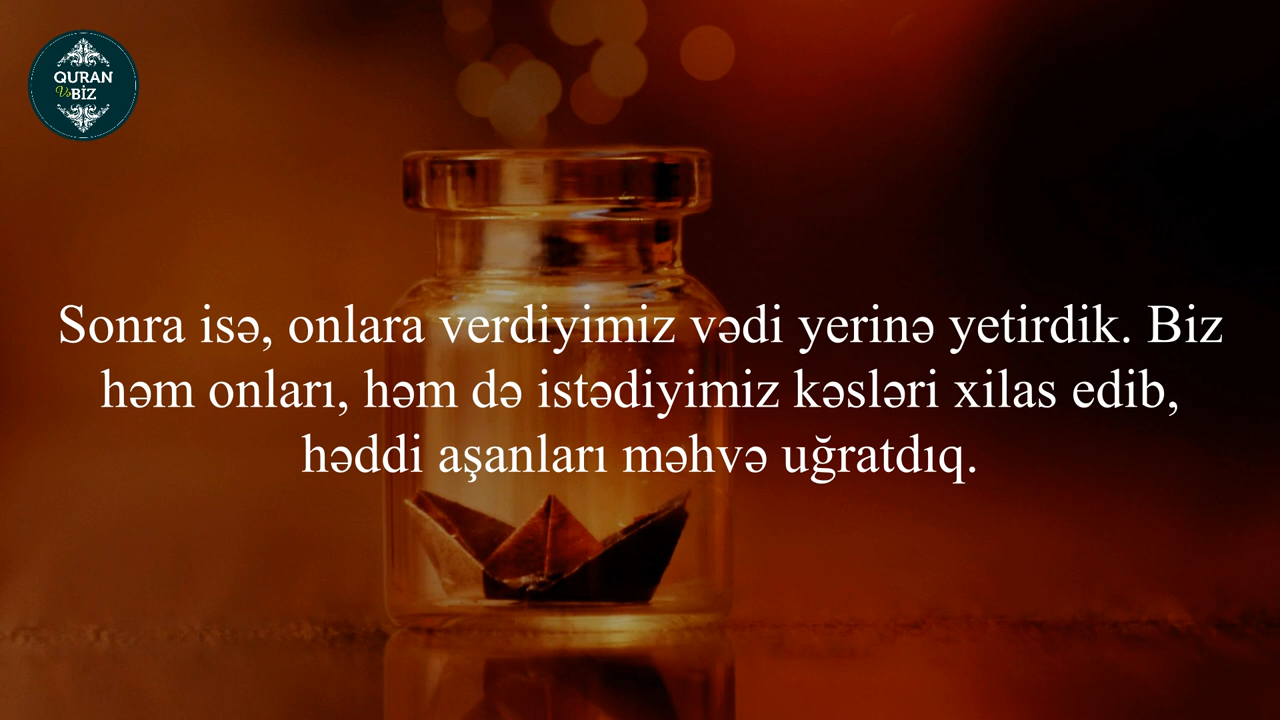 QURAN
Və BİZ
Sonra isə, onlara verdiyimiz vədi yerinə yetirdik. Biz
həm onları, həm də istədiyimiz kəsləri xilas edib,
həddi aşanları məhvə uğratdıq.